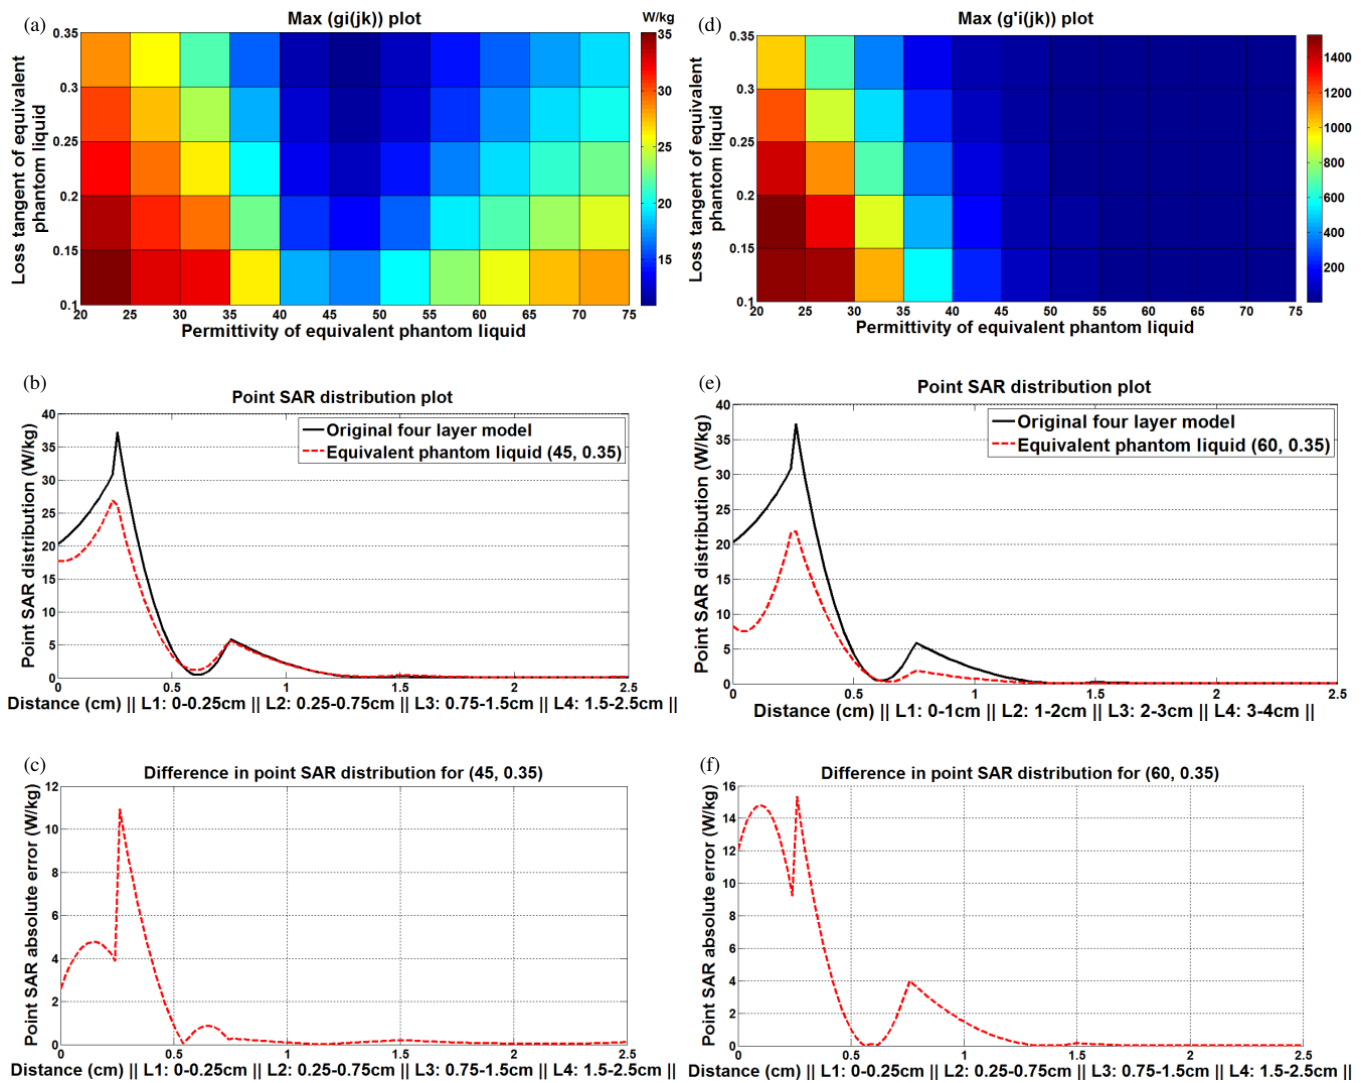 (a)
Max (gi(jk)) plot
W/kg
Loss tangent of equivalent
phantom liquid
0.35
0.3
0.25
0.2
0.15
0.1
20 25 30 35 40 45 50 55 60 65 70 75
Permittivity of equivalent phantom liquid
35
30
25
20
15
(d)
Max (g'i(jk)) plot
Loss tangent of equivalent
phantom liquid
0.35
0.3
0.25
0.2
0.15
0.1
20 25 30 35 40 45 50 55 60 65 70 75
Permittivity of equivalent phantom liquid
1400
1200
1000
800
600
400
200
(b)
Point SAR distribution plot
Point SAR distribution (W/kg)
40
35
30
25
20
15
10
5
0
Original four layer model
Equivalent phantom liquid (45, 0.35)
0 0.5 1 1.5 2 2.5
Distance (cm) || L1: 0-0.25cm || L2: 0.25-0.75cm || L3: 0.75-1.5cm || L4: 1.5-2.5cm ||
(e)
Point SAR distribution plot
Point SAR distribution (W/kg)
40
35
30
25
20
15
10
5
0
Original four layer model
Equivalent phantom liquid (60, 0.35)
0 0.5 1 1.5 2 2.5
Distance (cm) || L1: 0-1cm || L2: 1-2cm || L3: 2-3cm || L4: 3-4cm ||
(c)
Difference in point SAR distribution for (45, 0.35)
Point SAR absolute error (W/kg)
12
10
8
6
4
2
0
0 0.5 1 1.5 2 2.5
Distance (cm) || L1: 0-0.25cm || L2: 0.25-0.75cm || L3: 0.75-1.5cm || L4: 1.5-2.5cm ||
(f)
Difference in point SAR distribution for (60, 0.35)
Point SAR absolute error (W/kg)
16
14
12
10
8
6
4
2
0
0 0.5 1 1.5 2 2.5
Distance (cm) || L1: 0-0.25cm || L2: 0.25-0.75cm || L3: 0.75-1.5cm || L4: 1.5-2.5cm ||